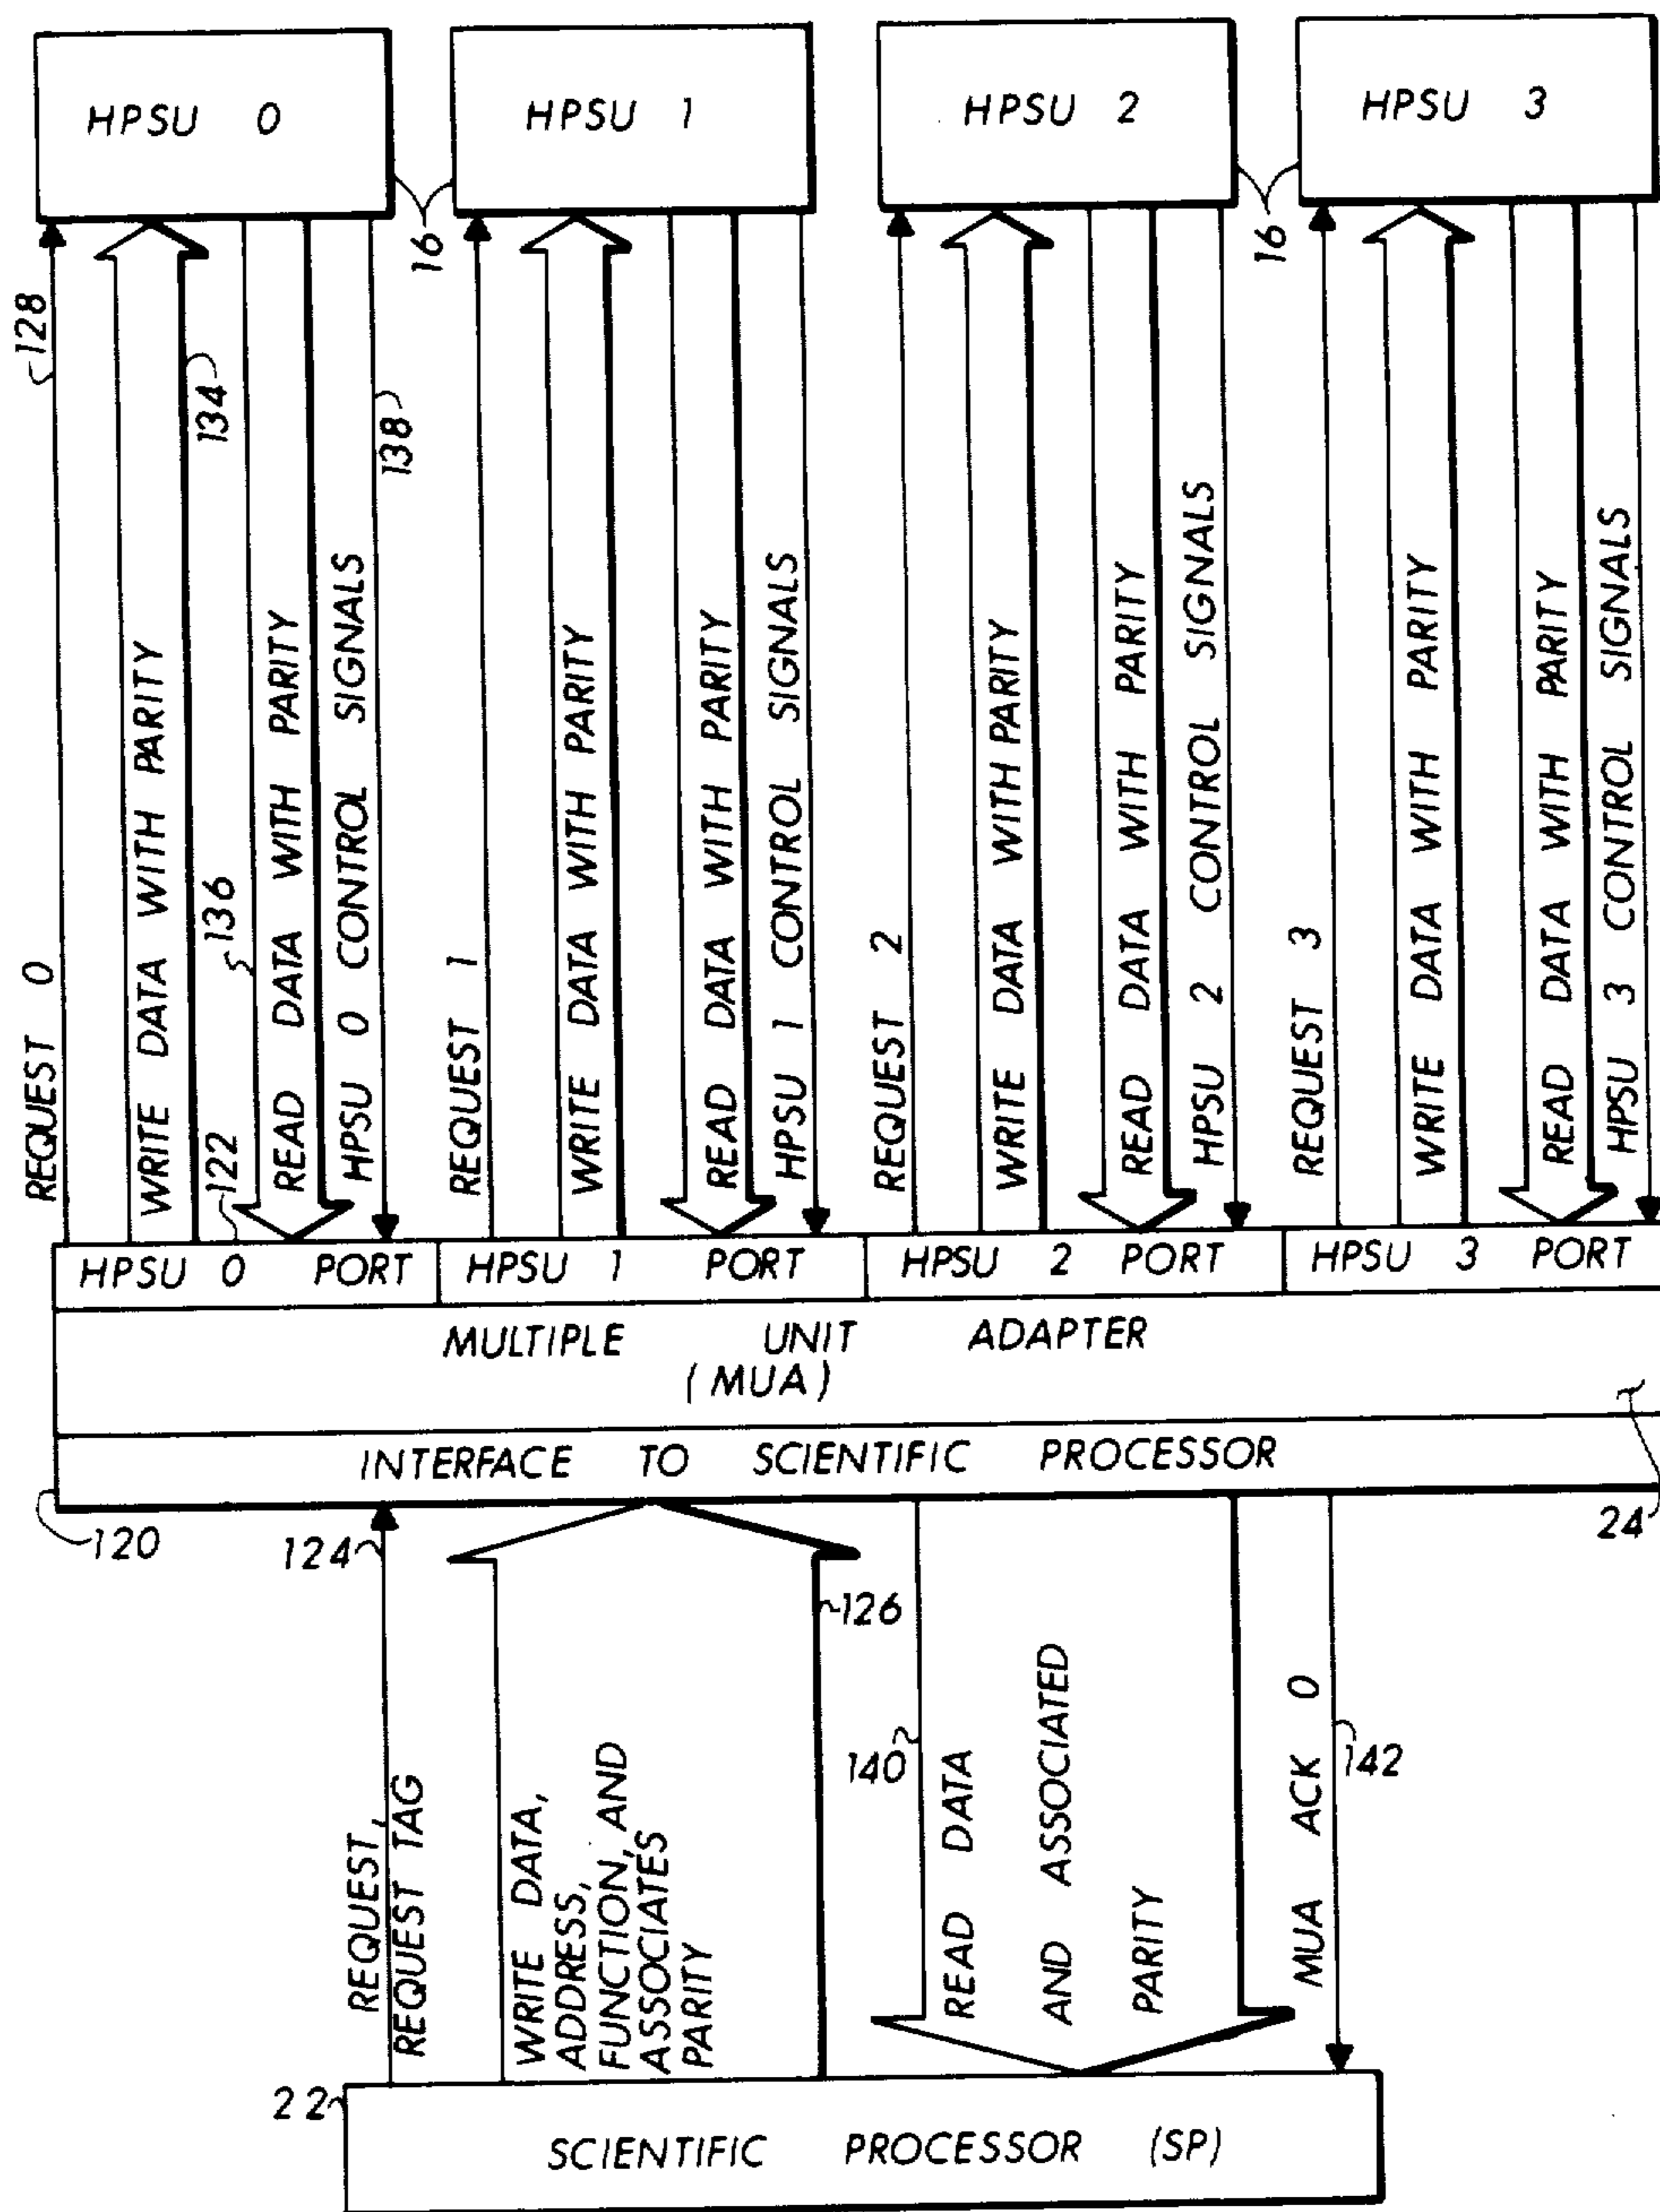 HPSU 0
HPSU 1
HPSU 2
HPSU 3
16
16
128
134
138
136
122
REQUEST 0
WRITE DATA WITH PARITY
READ DATA WITH PARITY
HPSU 0 CONTROL SIGNALS
REQUEST 1
WRITE DATA WITH PARITY
READ DATA WITH PARITY
HPSU 1 CONTROL SIGNALS
REQUEST 2
WRITE DATA WITH PARITY
READ DATA WITH PARITY
HPSU 2 CONTROL SIGNALS
REQUEST 3
WRITE DATA WITH PARITY
READ DATA WITH PARITY
HPSU 3 CONTROL SIGNALS
HPSU 0 PORT
HPSU 1 PORT
HPSU 2 PORT
HPSU 3 PORT
MULTIPLE UNIT ADAPTER
(MUA)
INTERFACE TO SCIENTIFIC PROCESSOR
120
124
126
24
140
142
REQUEST,
REQUEST TAG
WRITE DATA,
ADDRESS,
FUNCTION, AND
ASSOCIATES
PARITY
READ DATA
AND ASSOCIATED
PARITY
MUA ACK 0
22
SCIENTIFIC PROCESSOR (SP)